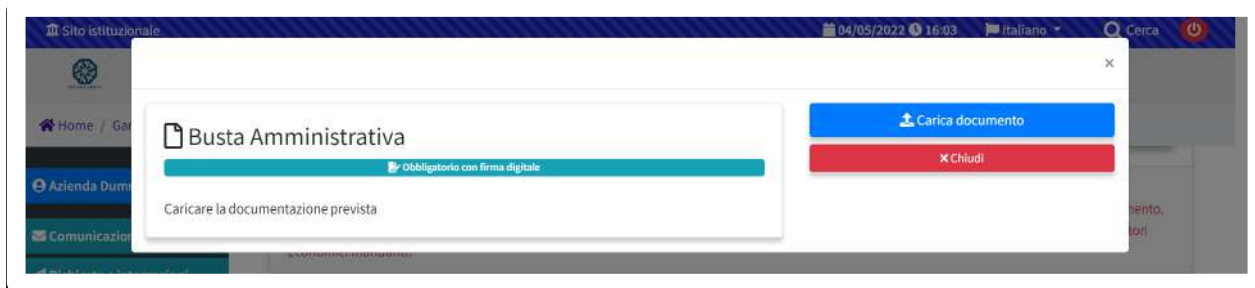 Sito istituzionale 04/05/2022 16:03 Italiano Cerca
×
Home / Gar
Carica documento
Busta Amministrativa
Chiudi
Obbligatorio con firma digitale
Azienda Dum
Caricare la documentazione prevista
mento,
Comunicazion
tori